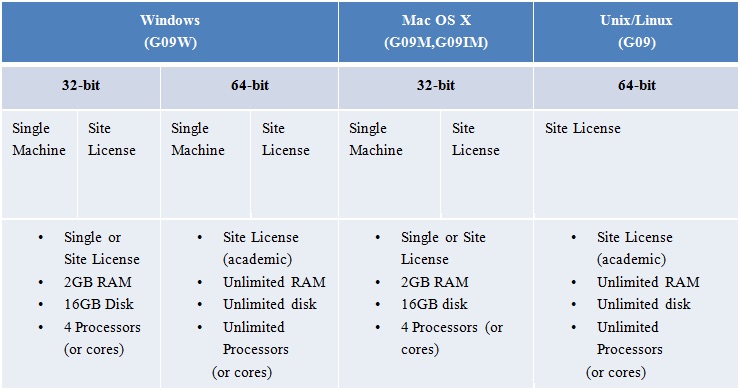 Windows
(G09W)
Mac OS X
(G09M,G09IM)
Unix/Linux
(G09)
32-bit
64-bit
32-bit
64-bit
Single
Machine
Site
License
Single
Machine
Site
License
Single
Machine
Site
License
Site License
• Single or
Site License
• 2GB RAM
• 16GB Disk
• 4 Processors
(or cores)
• Site License
(academic)
• Unlimited RAM
• Unlimited disk
• Unlimited
Processors
(or cores)
• Single or Site
License
• 2GB RAM
• 16GB disk
• 4 Processors (or
cores)
• Site License
(academic)
• Unlimited RAM
• Unlimited disk
• Unlimited
Processors
(or cores)